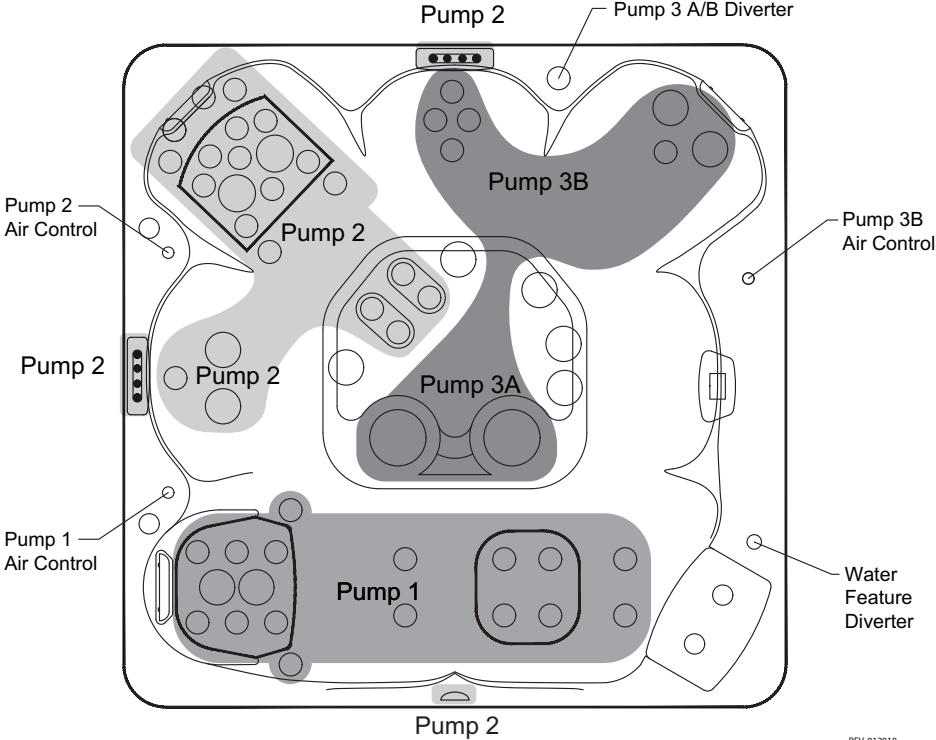 Pump 2
Pump 3 A/B Diverter
Pump 3B
Pump 2
Air Control
Pump 2
Pump 3B
Air Control
Pump 2
Pump 2
Pump 3A
Pump 1
Air Control
Pump 1
Water
Feature
Diverter
Pump 2